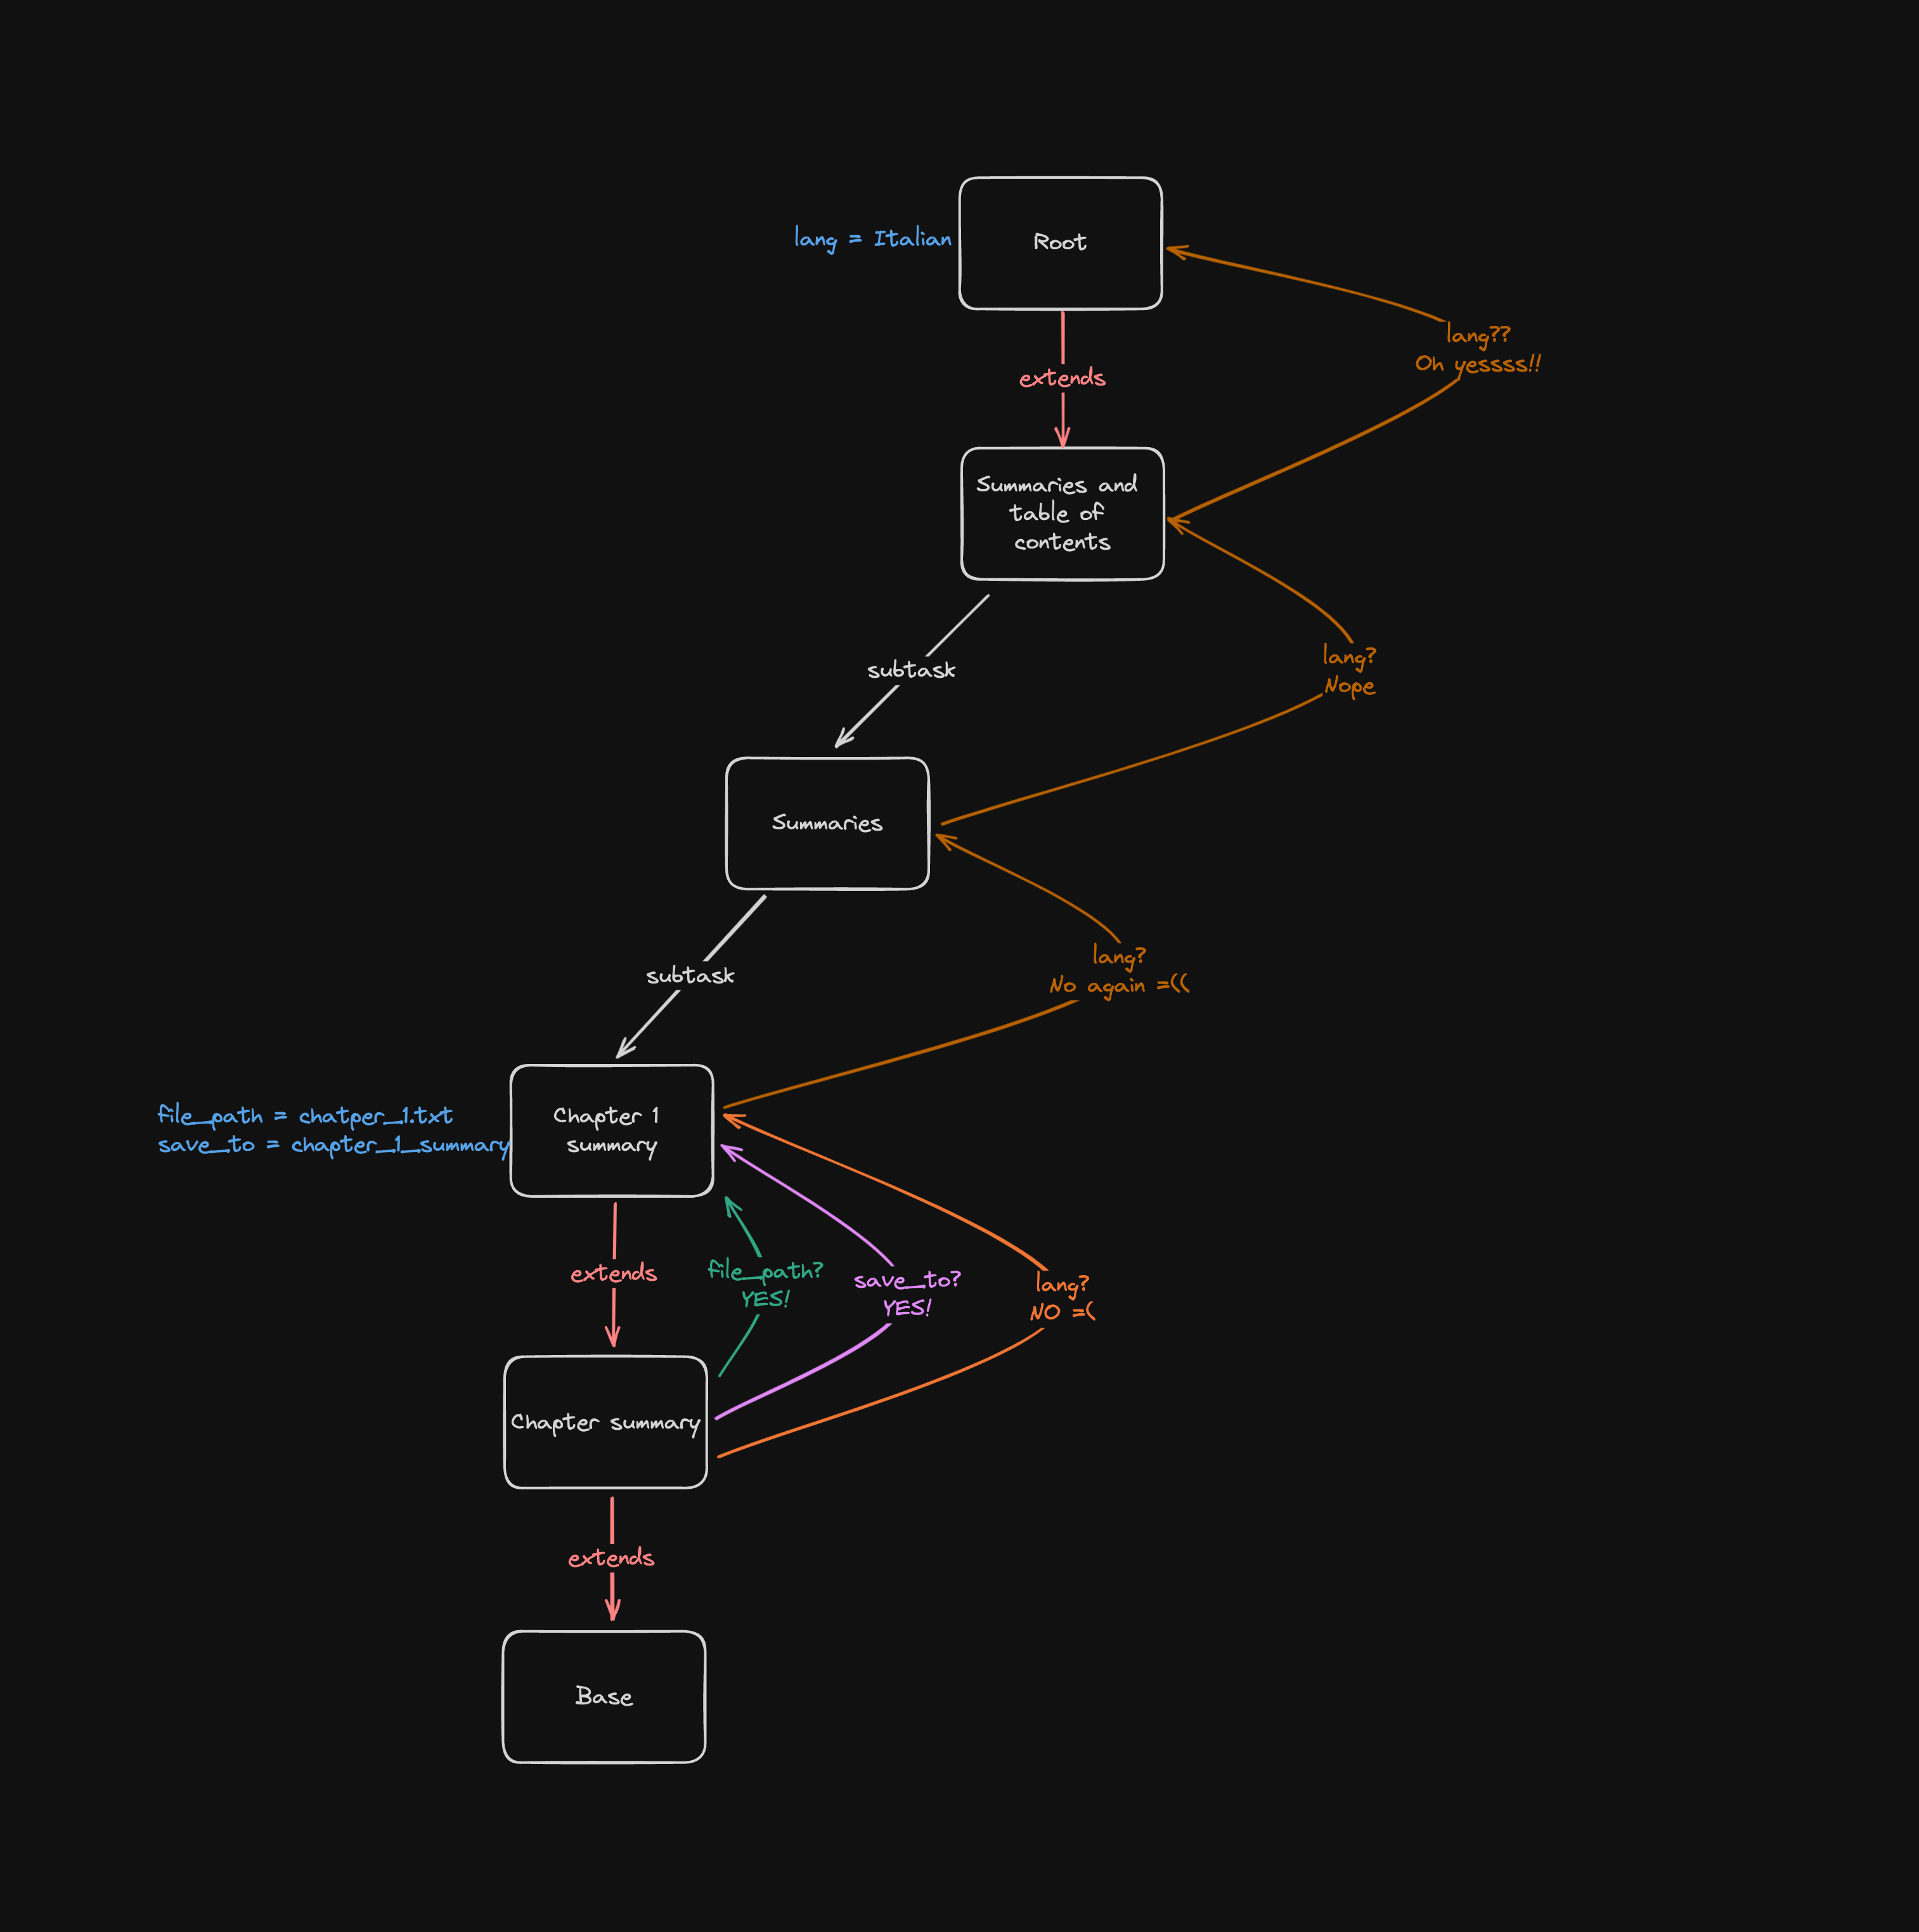 Root
lang = Italian
lang??
Oh yessss!!
extends
Summaries and
table of
contents
lang?
Nope
subtask
Summaries
lang?
No again =((
subtask
file_path = chatper_1.txt
save_to = chapter_1_summary
Chapter 1
summary
extends
file_path?
YES!
save_to?
YES!
lang?
NO =(
Chapter summary
extends
Base